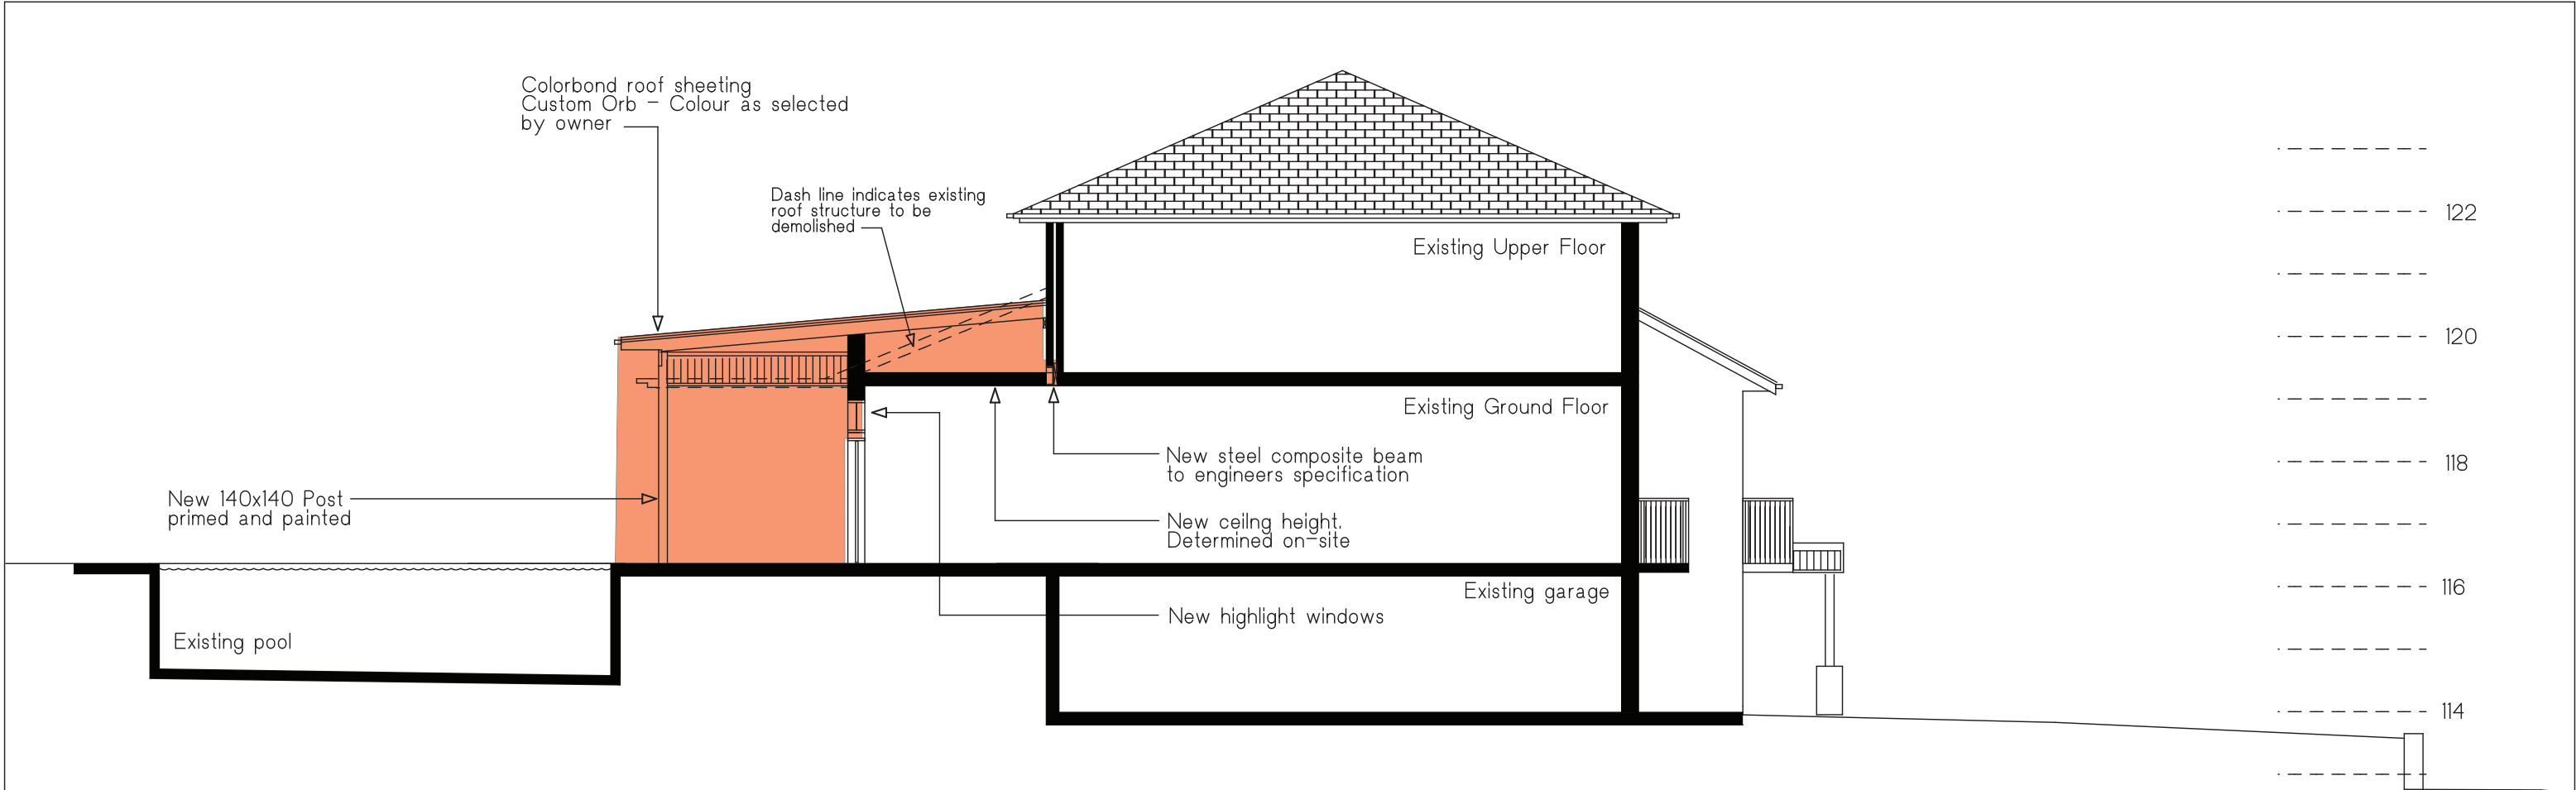 Colorbond roof sheeting
Custom Orb - Colour as selected
by owner
Dash line indicates existing
roof structure to be
demolished
Existing Upper Floor
122
120
Existing Ground Floor
New steel composite beam
to engineers specification
118
New 140x140 Post
primed and painted
New ceilng height.
Determined on-site
Existing garage
116
New highlight windows
Existing pool
114